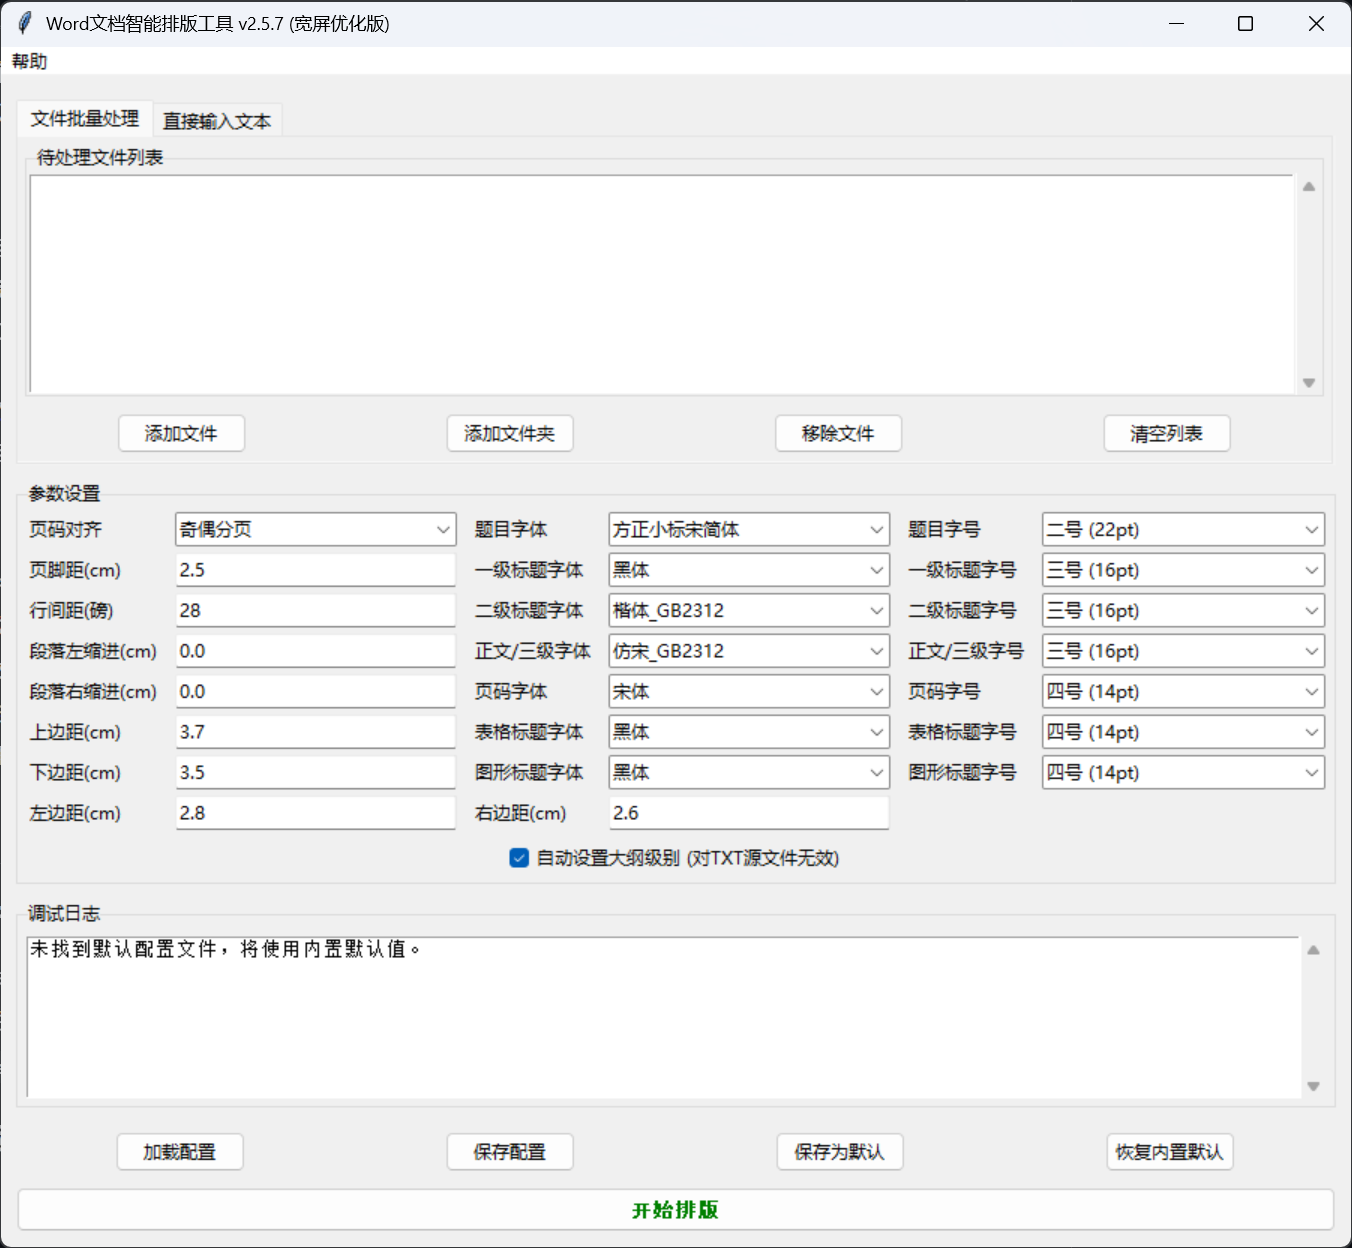 Word文档智能排版工具 v2.5.7 (宽屏优化版)
帮助
文件批量处理 直接输入文本
待处理文件列表
添加文件 添加文件夹 移除文件 清空列表
参数设置
页码对齐 奇偶分页 题目字体 方正小标宋简体 题目字号 二号 (22pt)
页脚距(cm) 2.5 一级标题字体 黑体 一级标题字号 三号 (16pt)
行间距(磅) 28 二级标题字体 楷体_GB2312 二级标题字号 三号 (16pt)
段落左缩进(cm) 0.0 正文/三级字体 仿宋_GB2312 正文/三级字号 三号 (16pt)
段落右缩进(cm) 0.0 页码字体 宋体 页码字号 四号 (14pt)
上边距(cm) 3.7 表格标题字体 黑体 表格标题字号 四号 (14pt)
下边距(cm) 3.5 图形标题字体 黑体 图形标题字号 四号 (14pt)
左边距(cm) 2.8 右边距(cm) 2.6
自动设置大纲级别 (对TXT源文件无效)
调试日志
未找到默认配置文件，将使用内置默认值。
加载配置 保存配置 保存为默认 恢复内置默认
开始排版